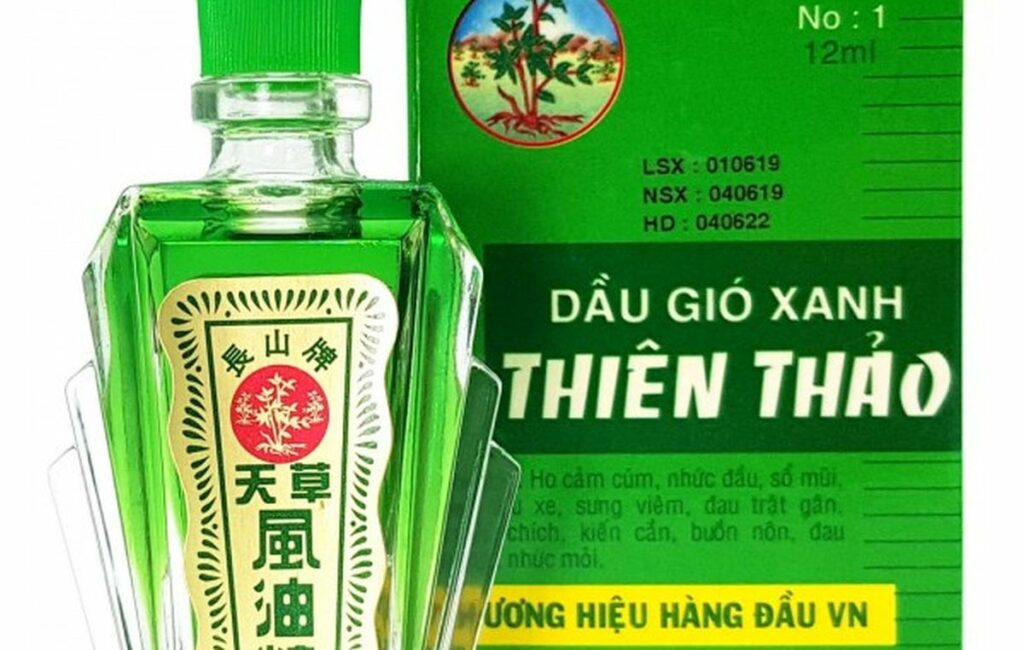 長山牌
天草
風
油
No : 1
12ml
LSX : 010619
NSX : 040619
HD : 040622
DẦU GIÓ XANH
THIÊN THẢO
Ho cảm cúm, nhức đầu, sổ mũi,
xe, sưng viêm, đau trật gân,
chích, kiến cắn, buồn nôn, đau
nhức mỏi.
ƯƠNG HIỆU HÀNG ĐẦU VN